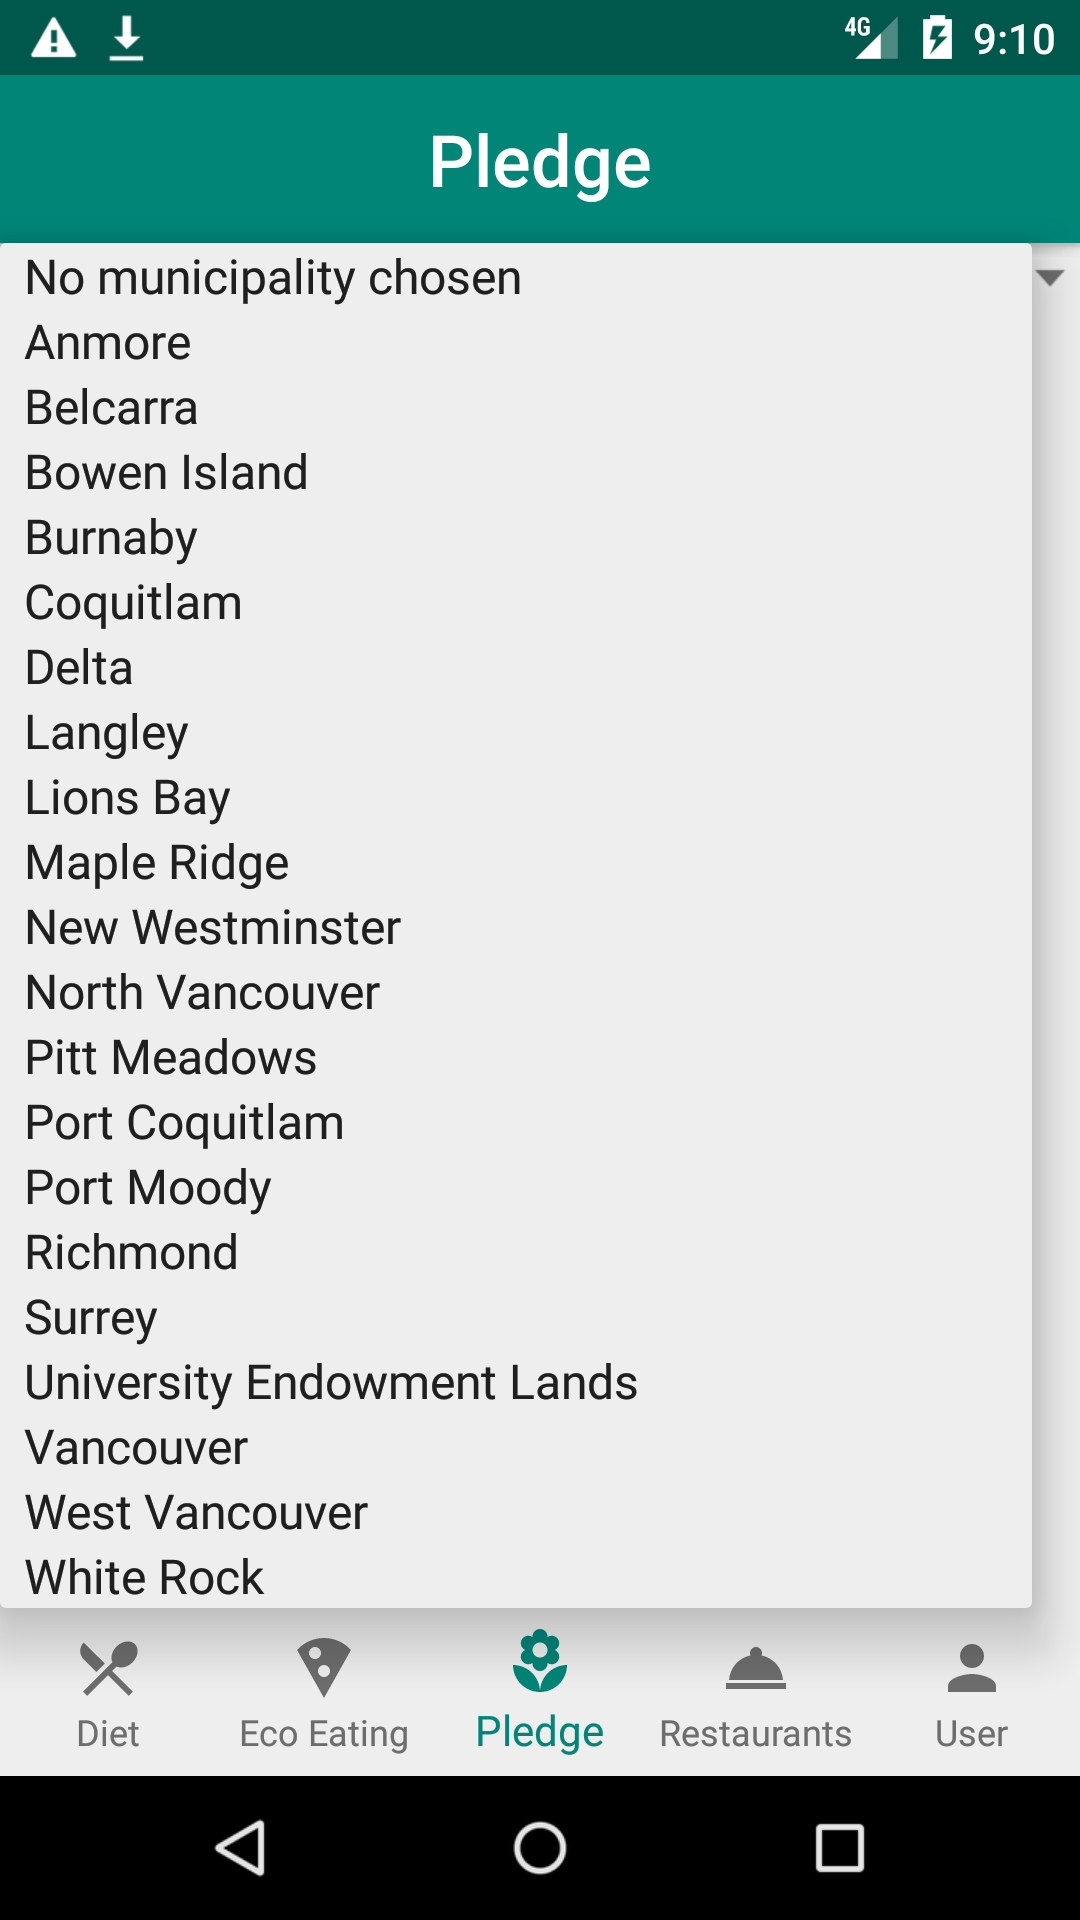 4G 9:10
Pledge
No municipality chosen
Anmore
Belcarra
Bowen Island
Burnaby
Coquitlam
Delta
Langley
Lions Bay
Maple Ridge
New Westminster
North Vancouver
Pitt Meadows
Port Coquitlam
Port Moody
Richmond
Surrey
University Endowment Lands
Vancouver
West Vancouver
White Rock
Diet Eco Eating Pledge Restaurants User